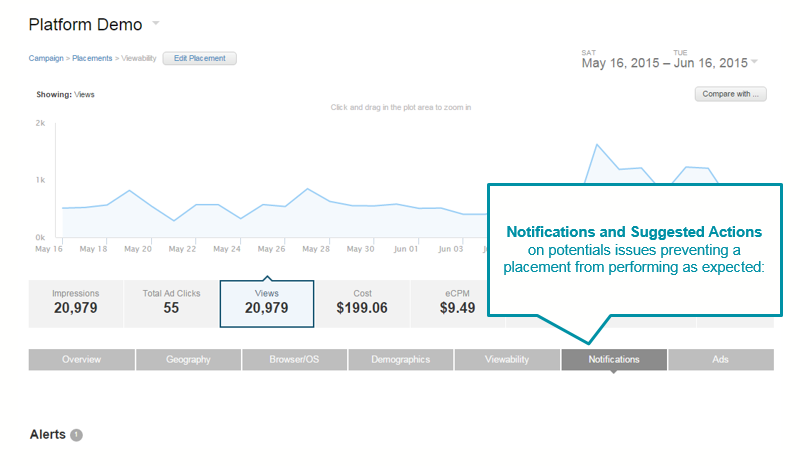 Platform Demo
Campaign > Placements > Viewability Edit Placement
SAT TUE
May 16, 2015 – Jun 16, 2015
Showing: Views
Compare with ...
Click and drag in the plot area to zoom in
2k
1k
0k
May 16 May 18 May 20 May 22 May 24 May 26 May 28 May 30 Jun 01 Jun 03
Notifications and Suggested Actions
on potentials issues preventing a
placement from performing as expected:
Impressions Total Ad Clicks Views Cost eCPM
20,979 55 20,979 $199.06 $9.49
Overview Geography Browser/OS Demographics Viewability Notifications Ads
Alerts 1